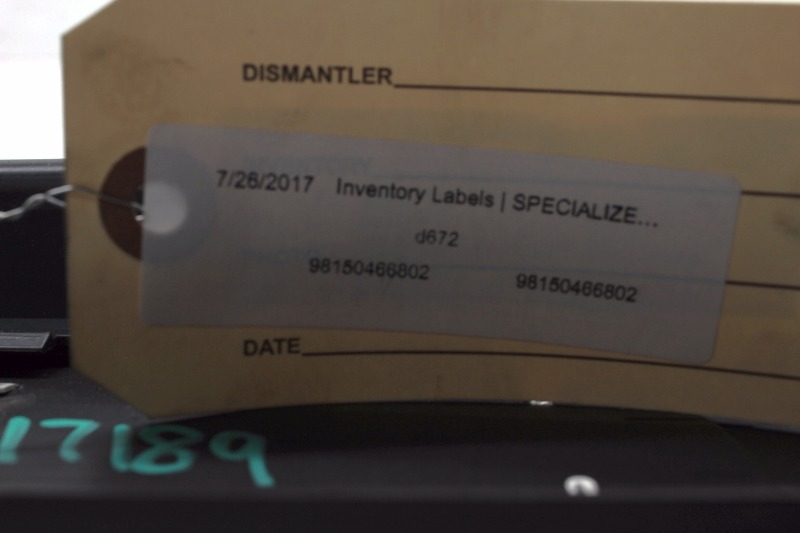 DISMANTLER
7/26/2017 Inventory Labels | SPECIALIZE...
d672
98150466802 98150466802
DATE
17189